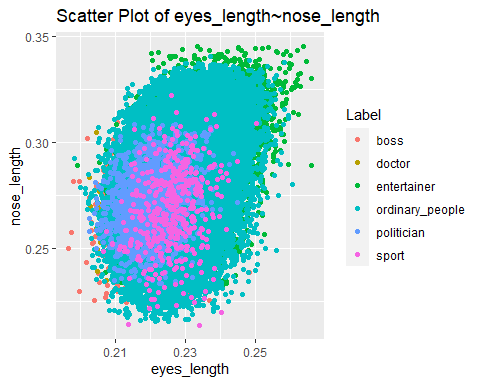 Scatter Plot of eyes_length~nose_length
0.35
0.30
0.25
nose_length
0.21
0.23
0.25
eyes_length
Label
boss
doctor
entertainer
ordinary_people
politician
sport